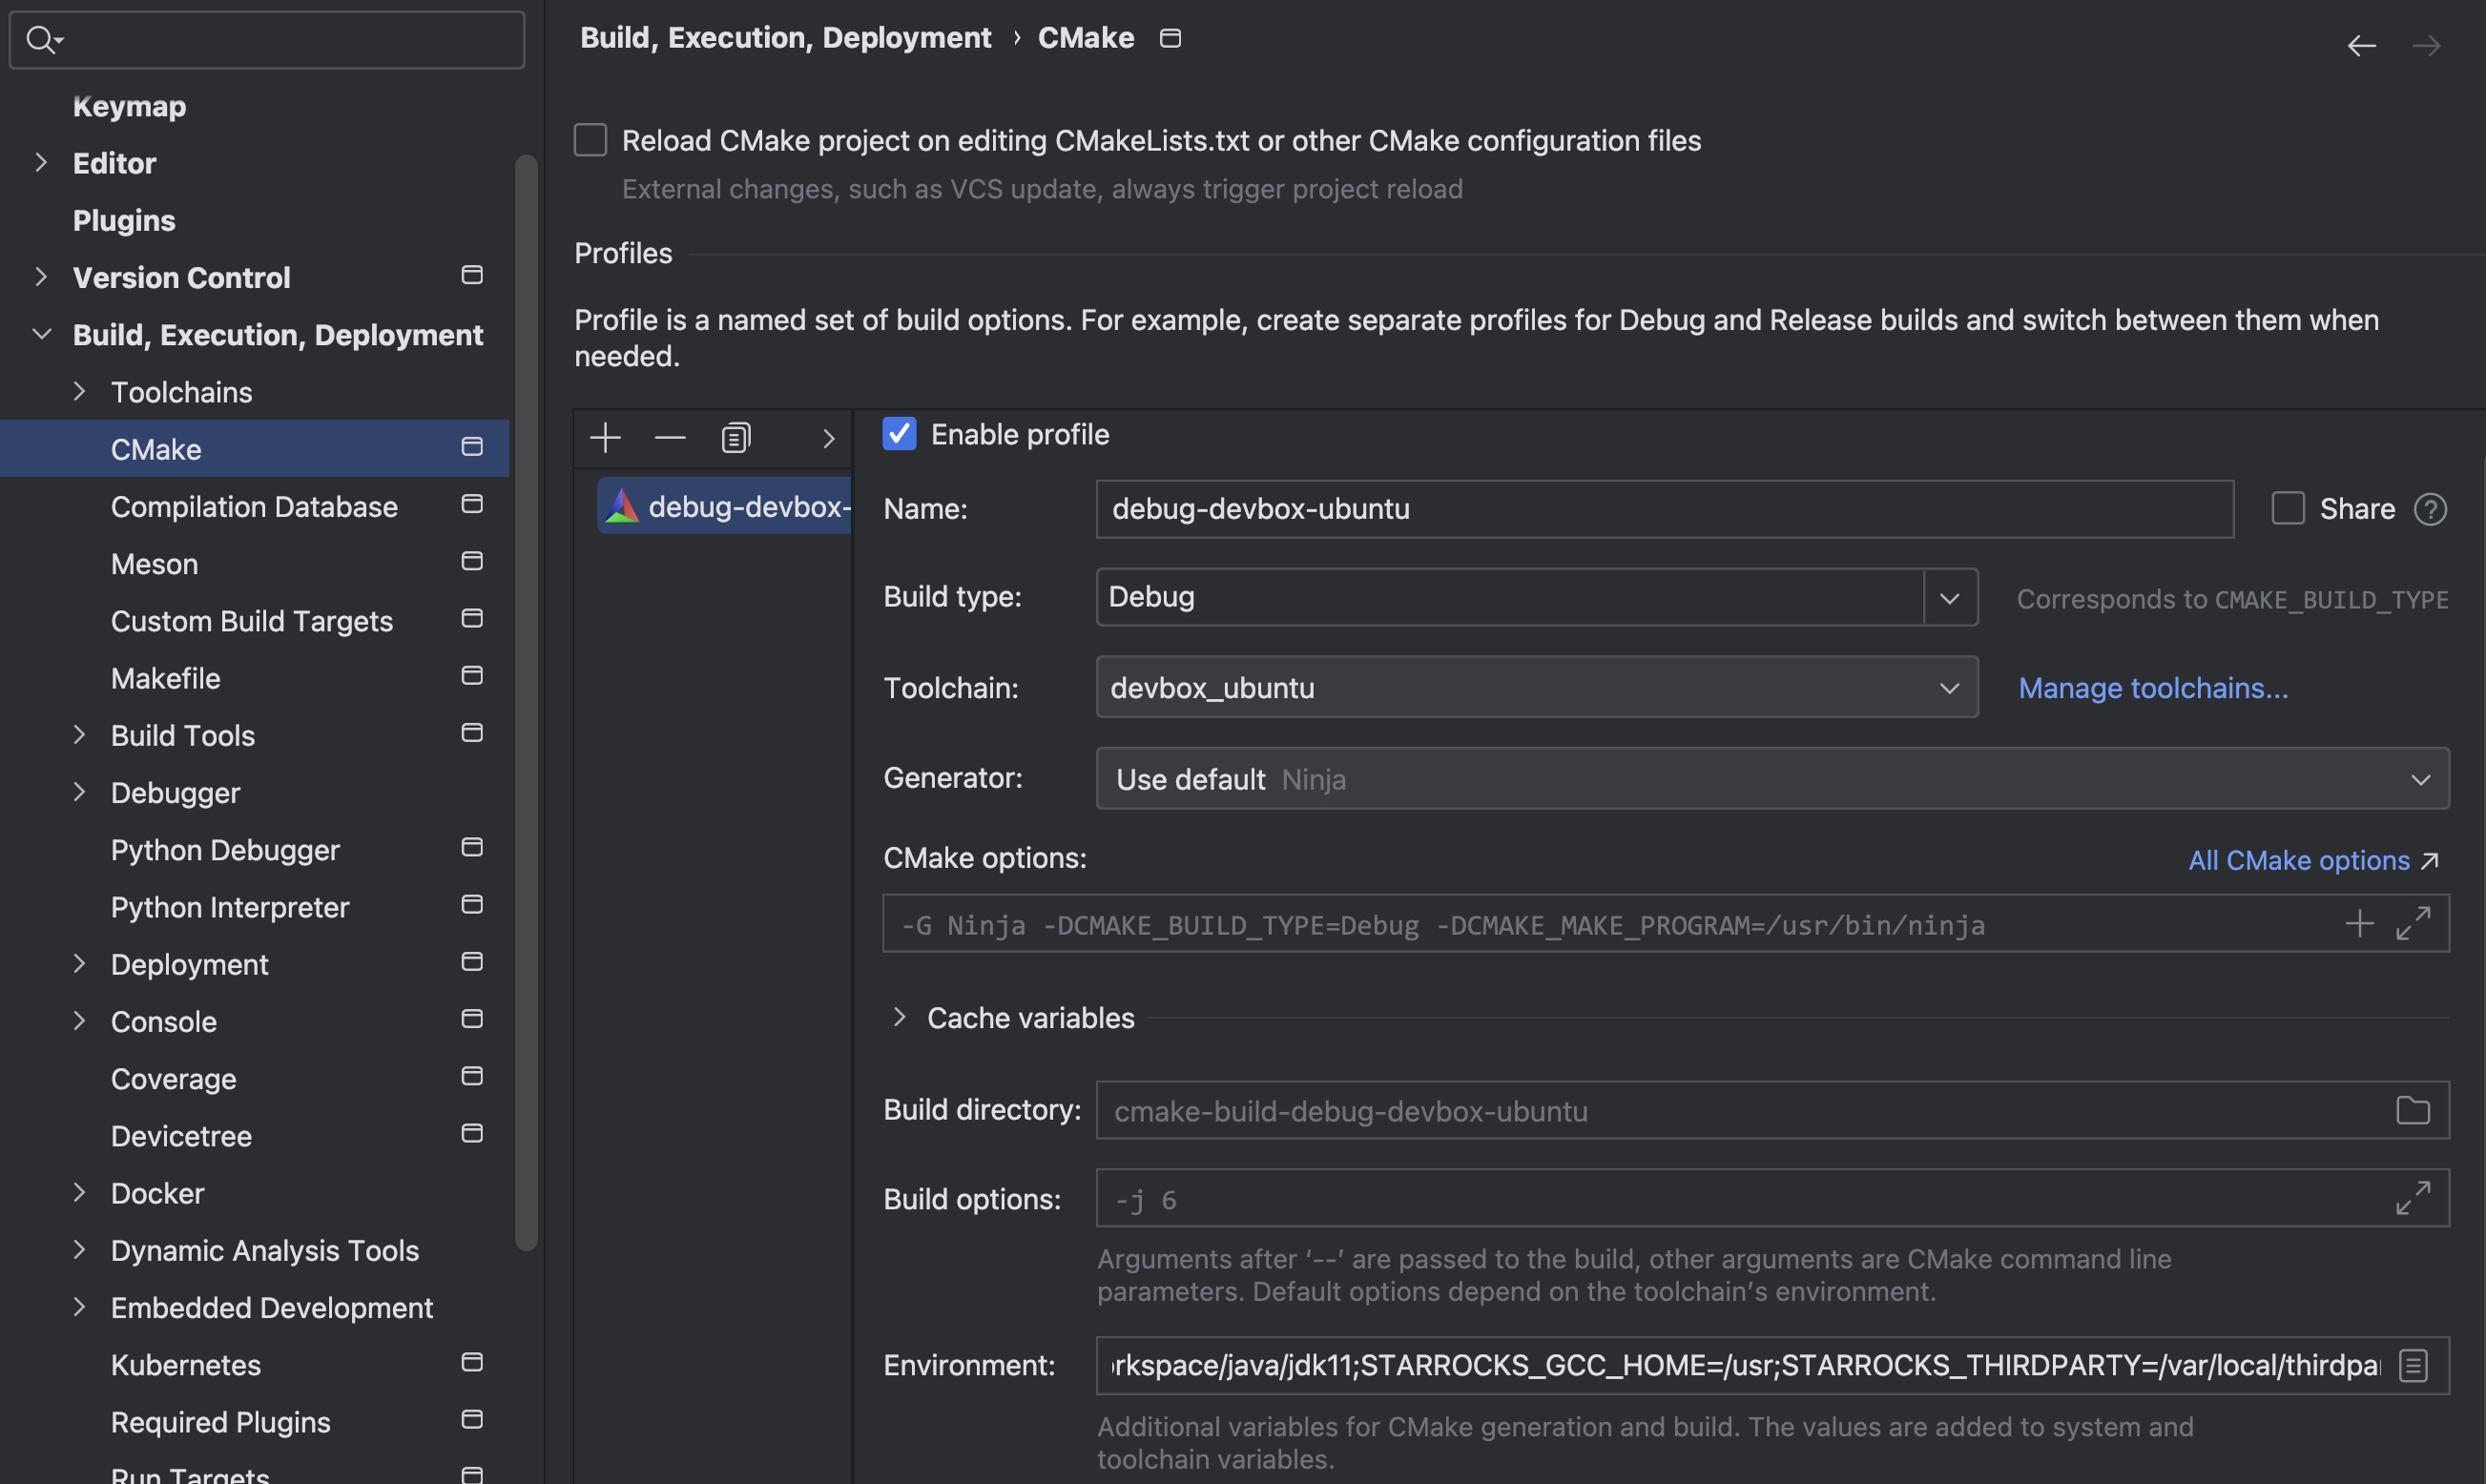 Keymap
Editor
Plugins
Version Control
Build, Execution, Deployment
Toolchains
CMake
Compilation Database
Meson
Custom Build Targets
Makefile
Build Tools
Debugger
Python Debugger
Python Interpreter
Deployment
Console
Coverage
Devicetree
Docker
Dynamic Analysis Tools
Embedded Development
Kubernetes
Required Plugins
Run Targets
Build, Execution, Deployment › CMake
Reload CMake project on editing CMakeLists.txt or other CMake configuration files
External changes, such as VCS update, always trigger project reload
Profiles
Profile is a named set of build options. For example, create separate profiles for Debug and Release builds and switch between them when
needed.
debug-devbox-
Enable profile
Name: debug-devbox-ubuntu Share ?
Build type: Debug Corresponds to CMAKE_BUILD_TYPE
Toolchain: devbox_ubuntu Manage toolchains...
Generator: Use default Ninja
CMake options: All CMake options ↗
-G Ninja -DCMAKE_BUILD_TYPE=Debug -DCMAKE_MAKE_PROGRAM=/usr/bin/ninja
Cache variables
Build directory: cmake-build-debug-devbox-ubuntu
Build options: -j 6
Arguments after ‘--’ are passed to the build, other arguments are CMake command line
parameters. Default options depend on the toolchain’s environment.
Environment: rkspace/java/jdk11;STARROCKS_GCC_HOME=/usr;STARROCKS_THIRDPARTY=/var/local/thirdpa
Additional variables for CMake generation and build. The values are added to system and
toolchain variables.